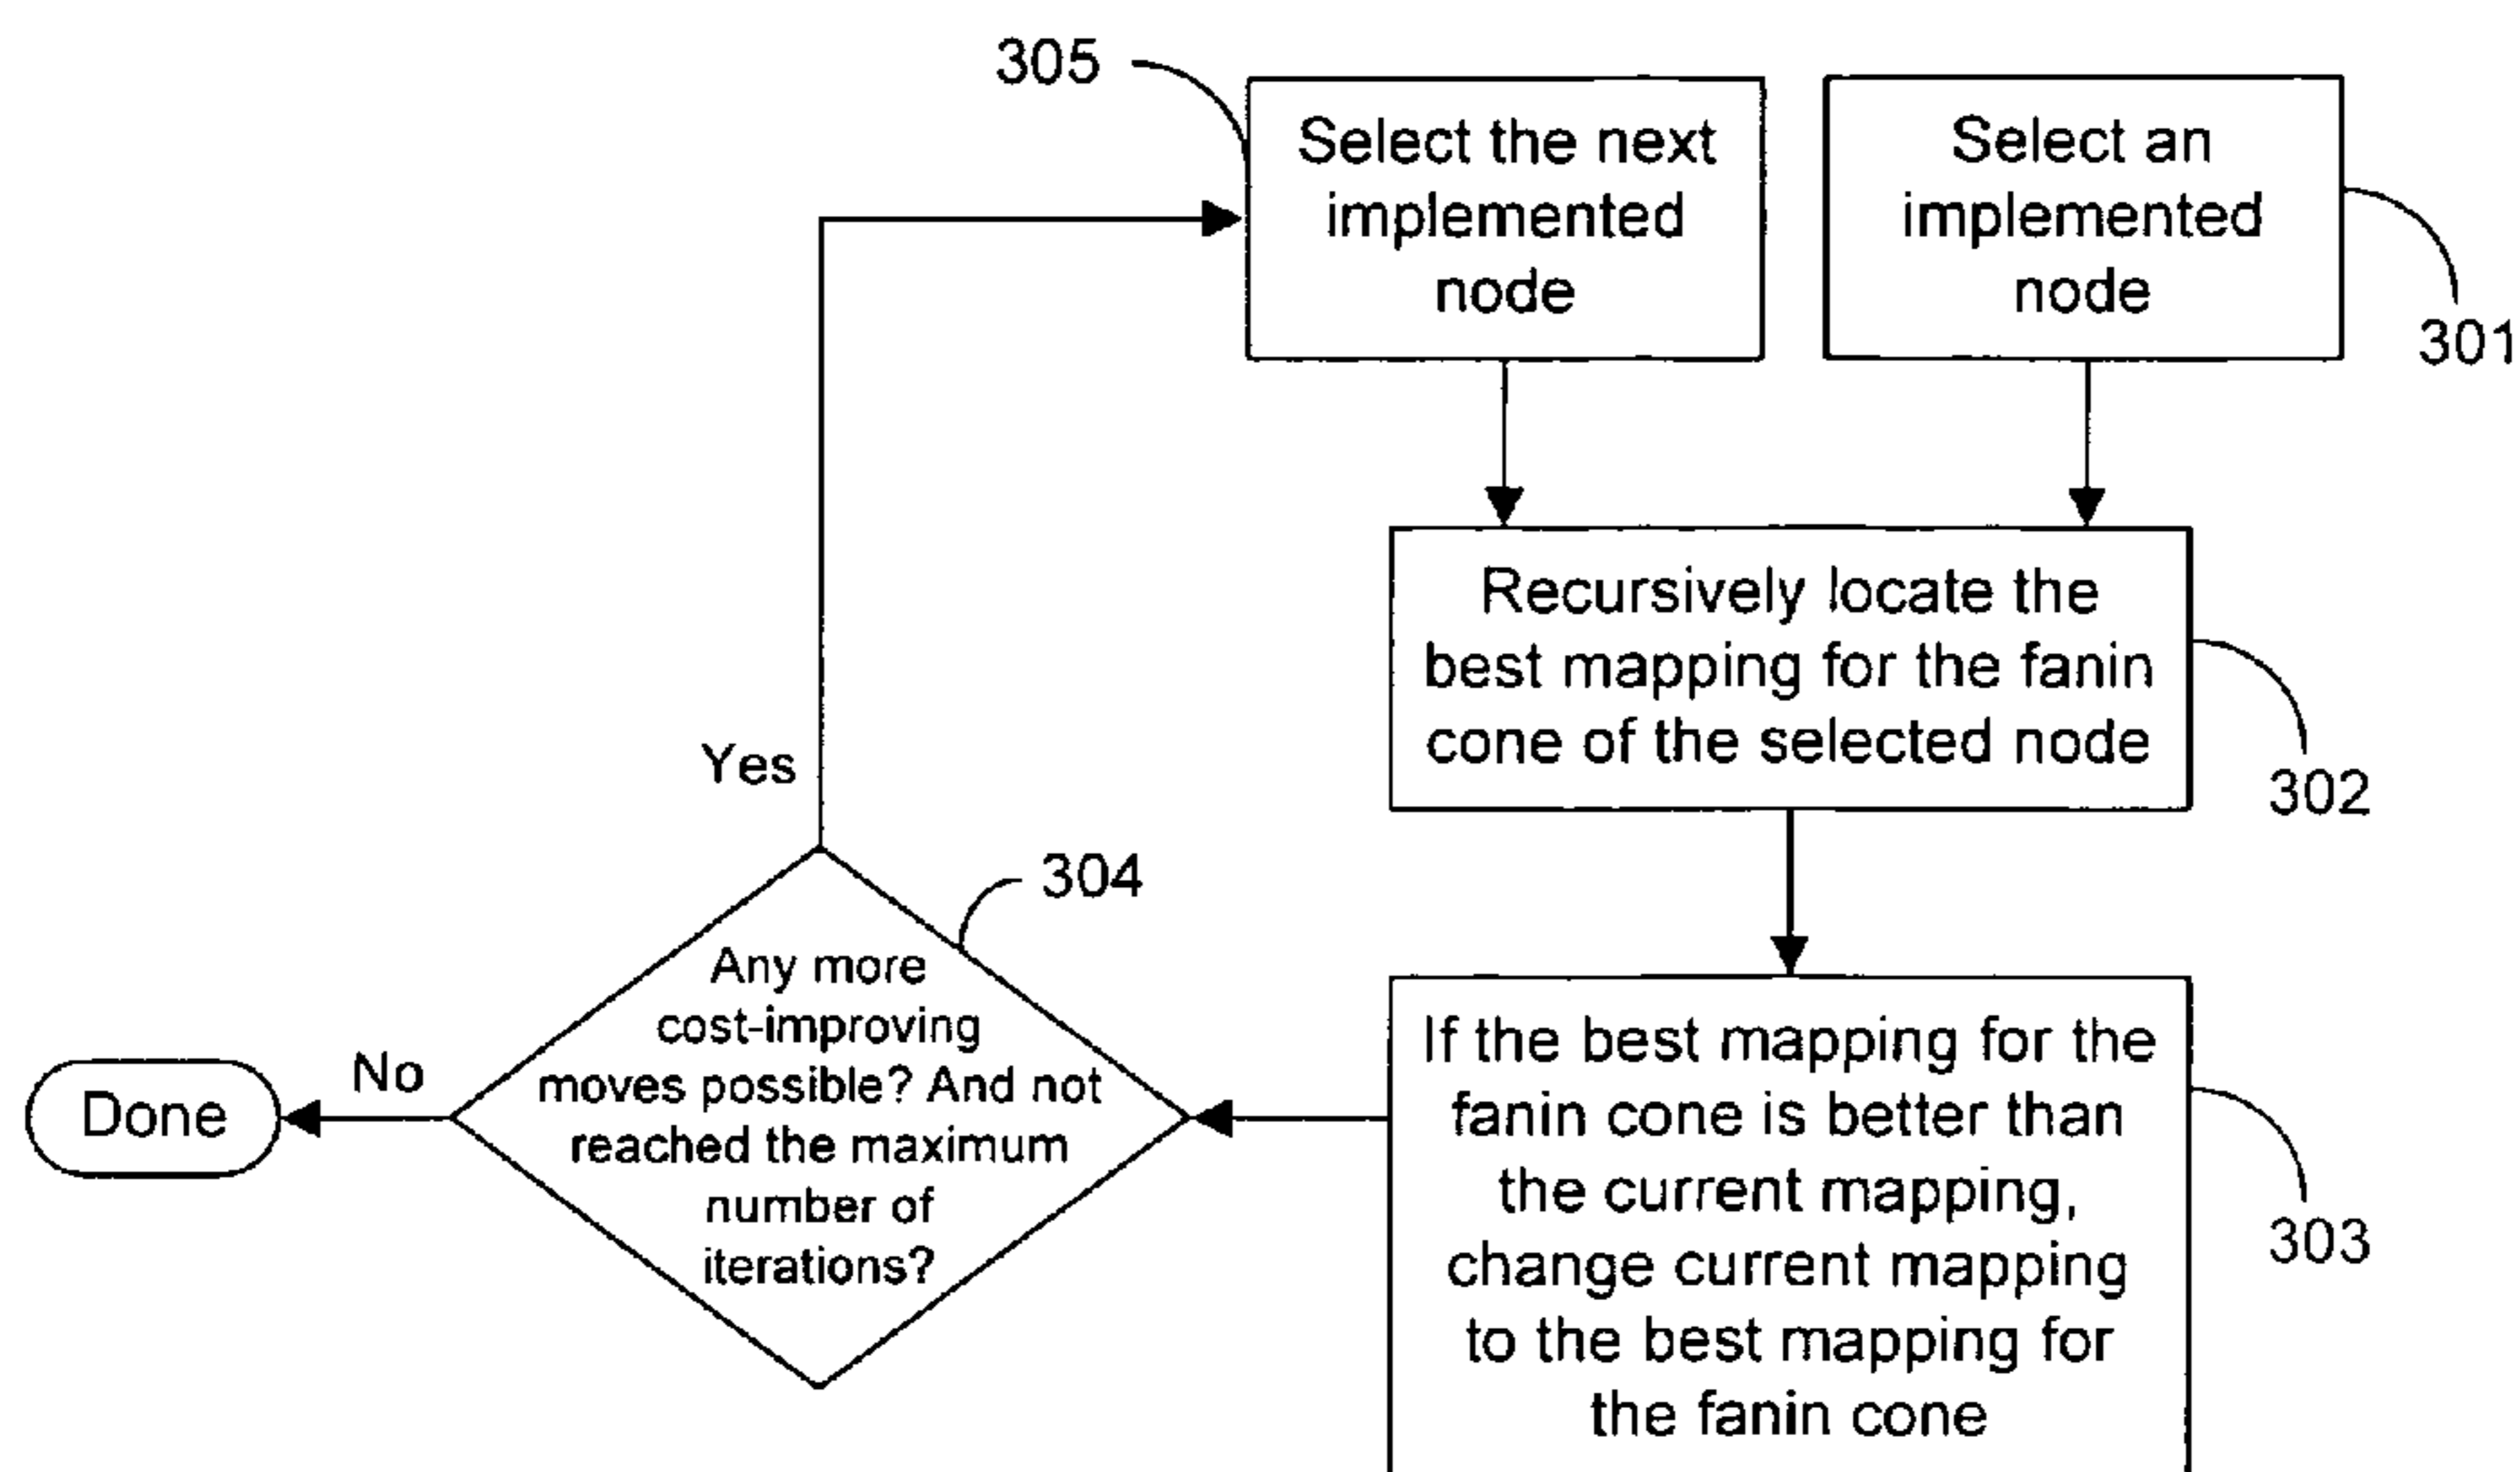 305
Select the next
implemented
node
Select an
implemented
node
301
Recursively locate the
best mapping for the fanin
cone of the selected node
302
Yes
304
Any more
cost-improving
moves possible? And not
reached the maximum
number of
iterations?
No
Done
If the best mapping for the
fanin cone is better than
the current mapping,
change current mapping
to the best mapping for
the fanin cone
303